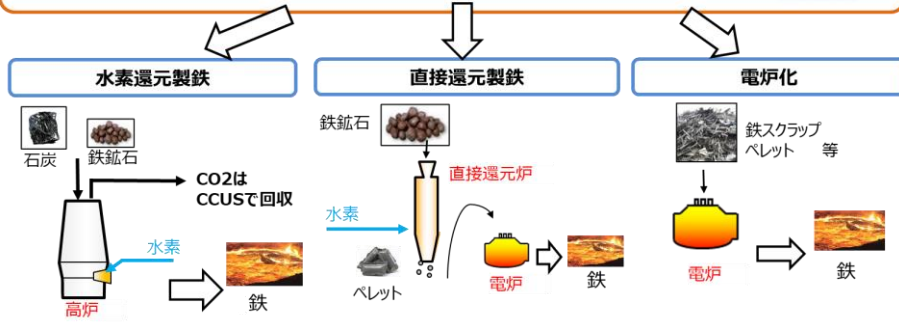 水素還元製鉄
石炭
鉄鉱石
CO2は
CCUSで回収
水素
高炉
鉄
直接還元製鉄
鉄鉱石
直接還元炉
水素
ペレット
電炉
鉄
電炉化
鉄スクラップ
ペレット 等
電炉
鉄